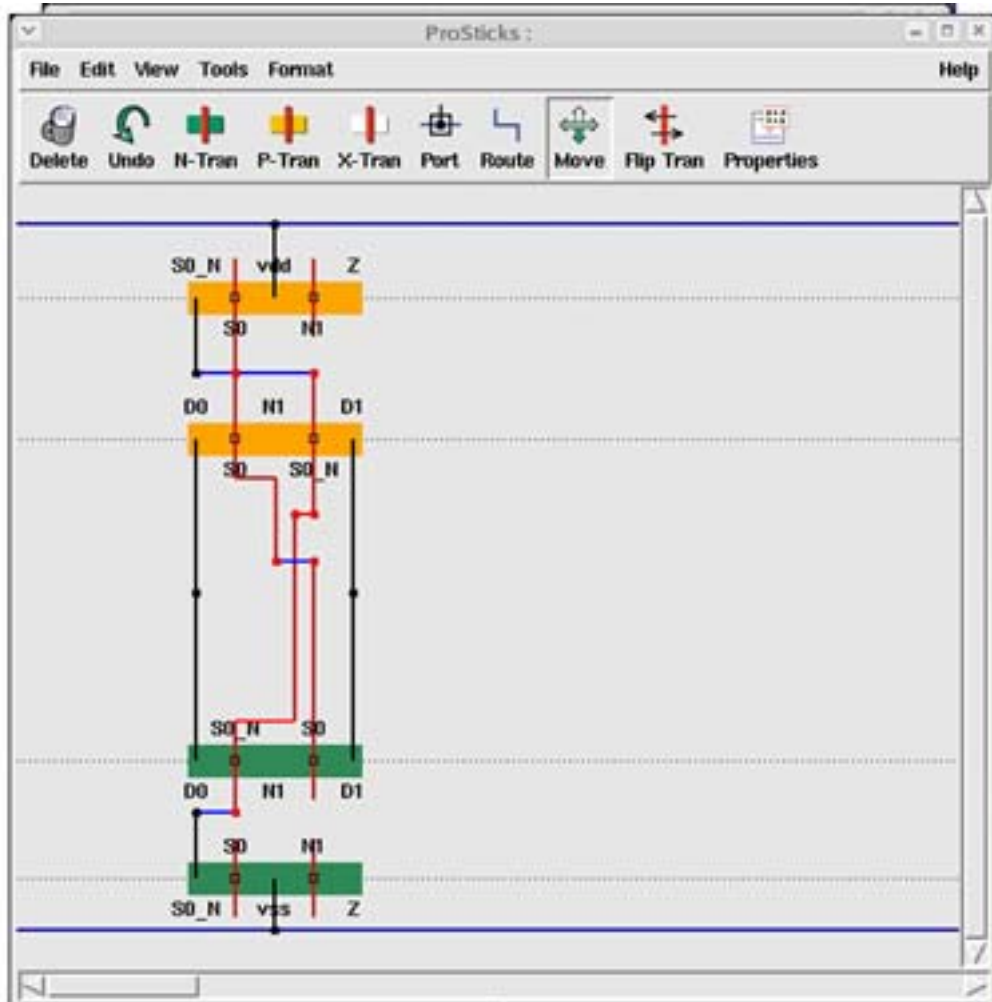 ProSticks :
File Edit View Tools Format Help
Delete Undo N-Tran P-Tran X-Tran Port Route Move Flip Tran Properties
S0_N vdd Z
S0 N1
D0 N1 D1
S0 S0_N
S0_N S0
D0 N1 D1
S0 N1
S0_N vss Z